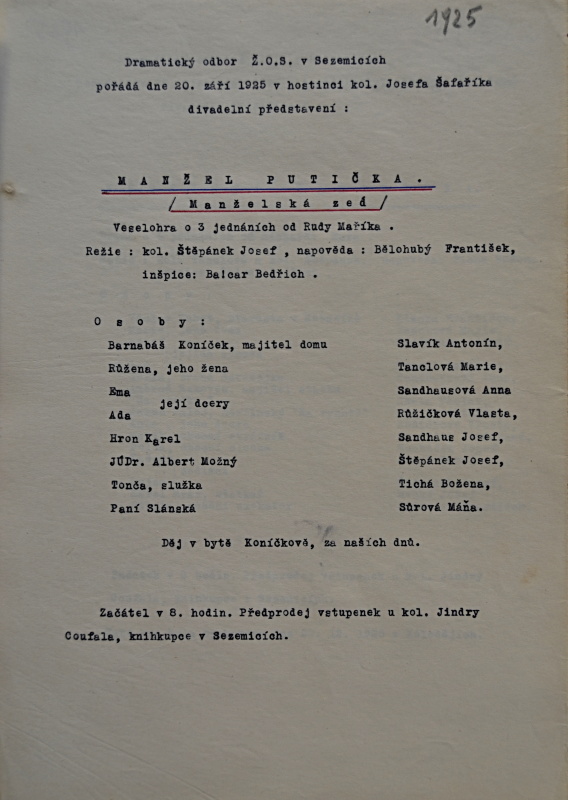 1925
Dramatický odbor Ž.O.S. v Sezemicích
pořádá dne 20. září 1925 v hostinci kol. Josefa Šafaříka
divadelní představení :
MANŽEL PUTIČKA.
/ Manželská zeď /
Veselohra o 3 jednáních od Rudy Maříka .
Režie : kol. Štěpánek Josef , napověda : Bělohubý František,
inšpice: Balcar Bedřich .
Osoby:
Barnabáš Koníček, majitel domu Slavík Antonín,
Růžena, jeho žena Tanclová Marie,
Ema Sandhausová Anna
její dcery
Ada Růžičková Vlasta,
Hron Karel Sandhaus Josef,
JUDr. Albert Možný Štěpánek Josef,
Tonča, služka Tichá Božena,
Paní Slánská Sůrová Máňa.
Děj v bytě Koníčkově, za našich dnů.
Začátel v 8. hodin. Předprodej vstupenek u kol. Jindry
Coufala, knihkupce v Sezemicích.